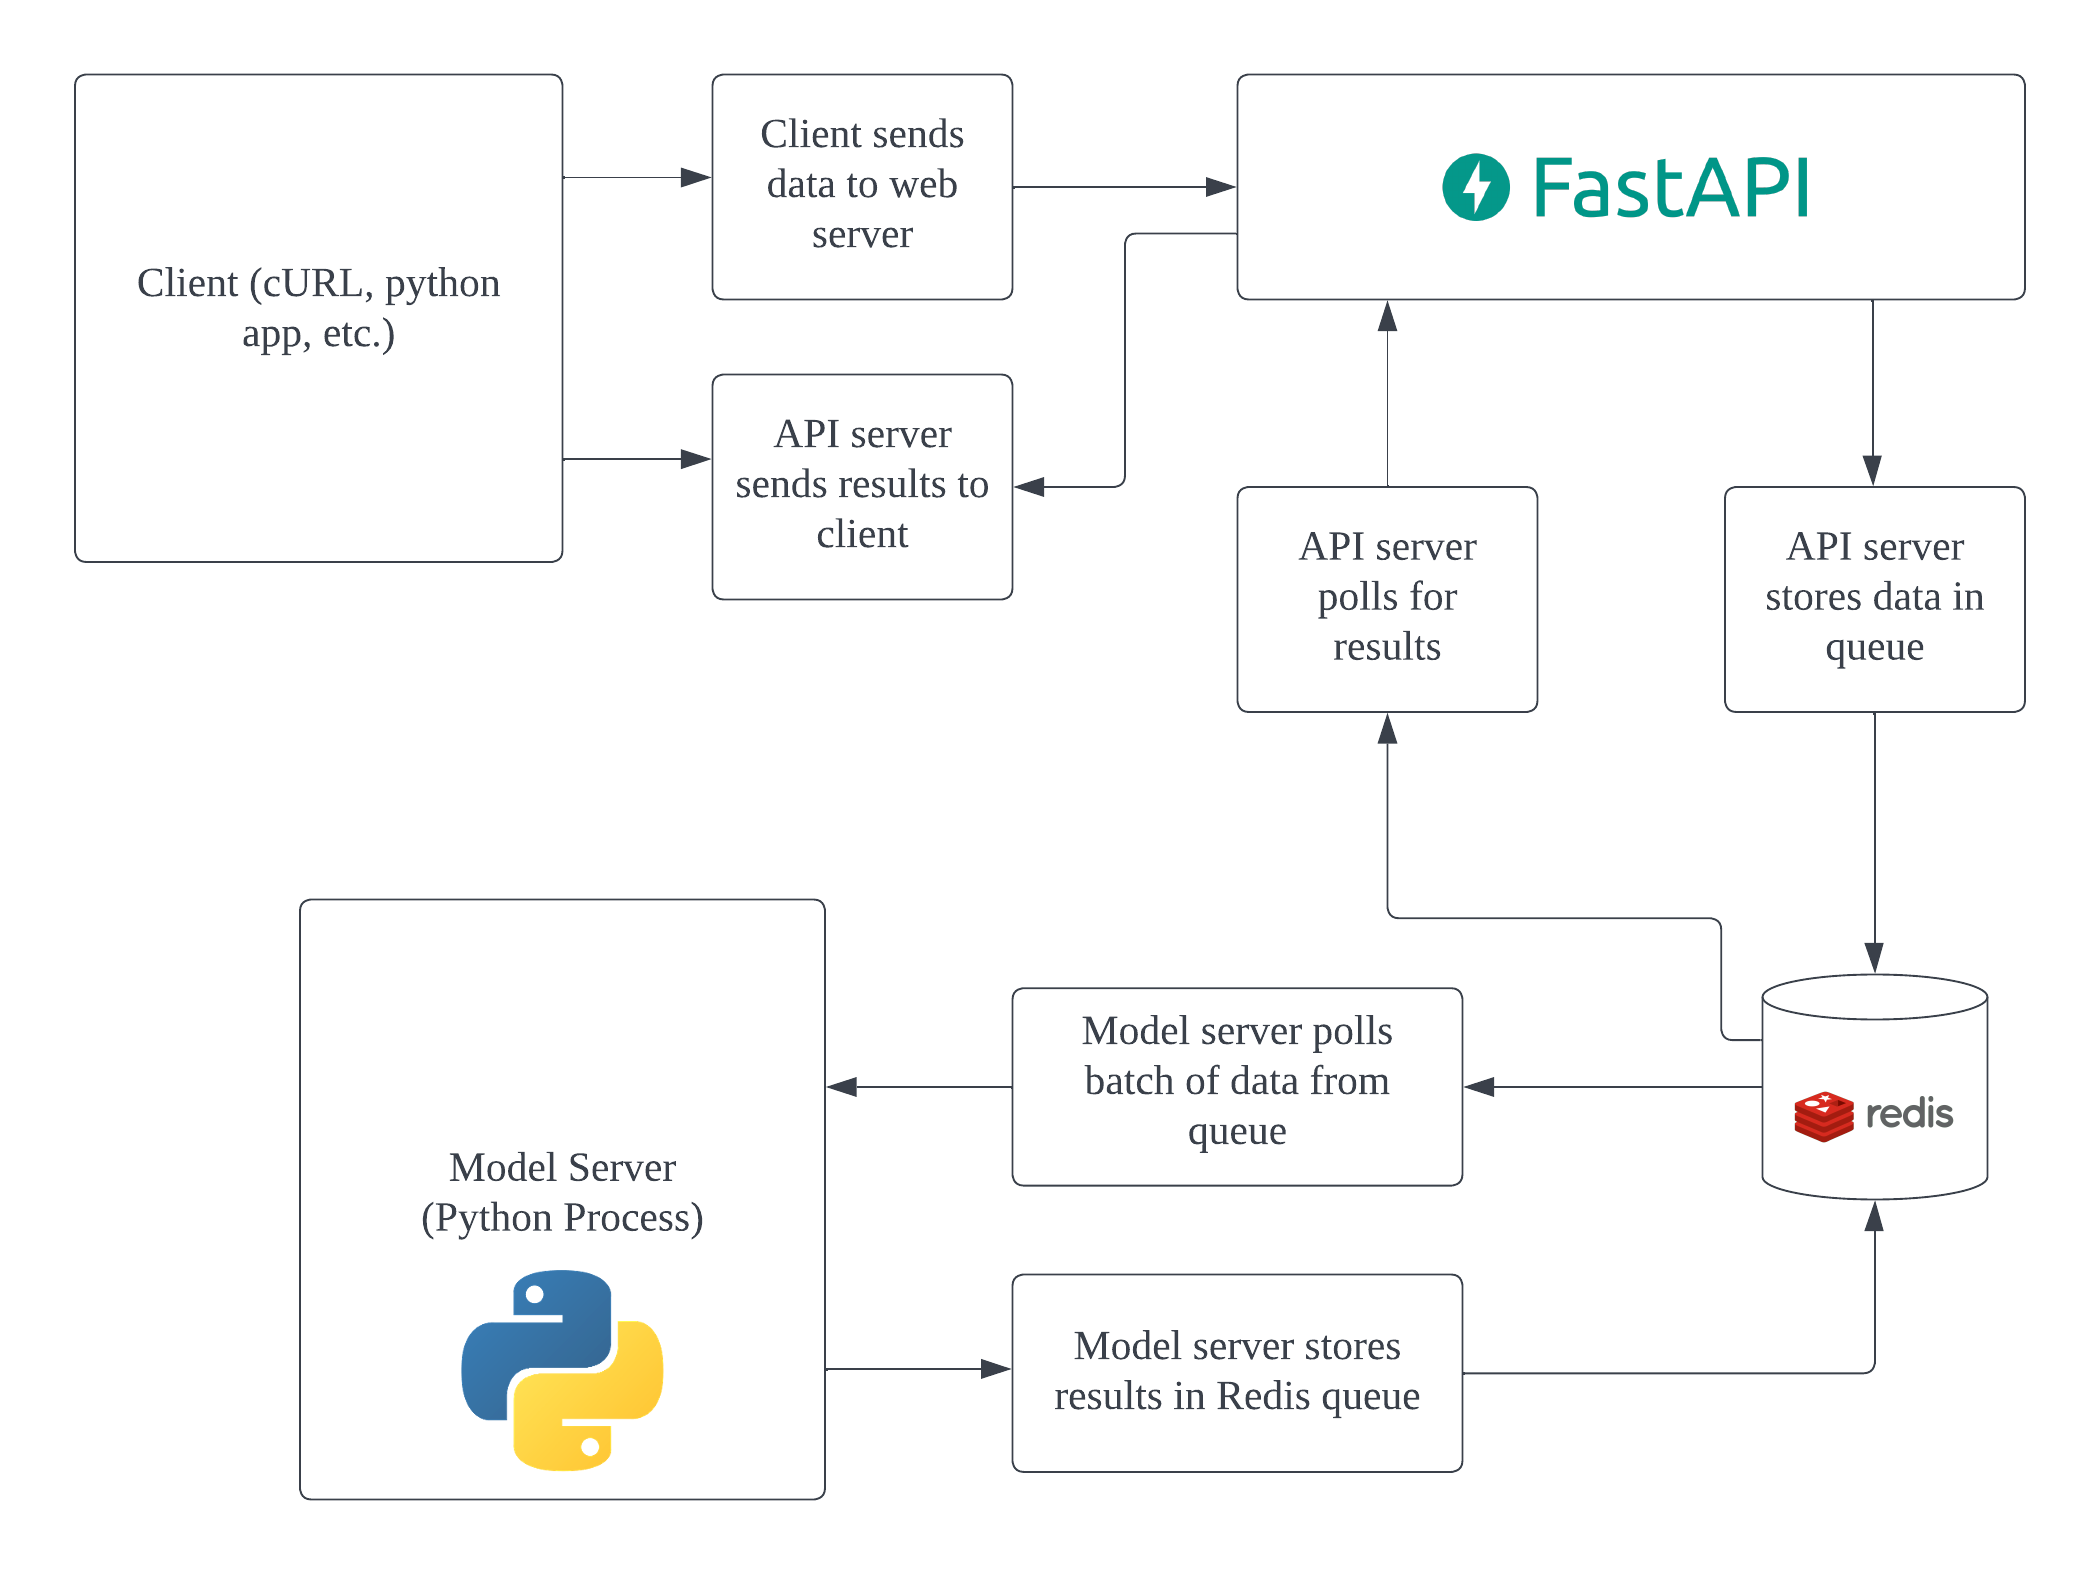 Client (cURL, python
app, etc.)
Client sends
data to web
server
FastAPI
API server
sends results to
client
API server
polls for
results
API server
stores data in
queue
Model Server
(Python Process)
Model server polls
batch of data from
queue
redis
Model server stores
results in Redis queue